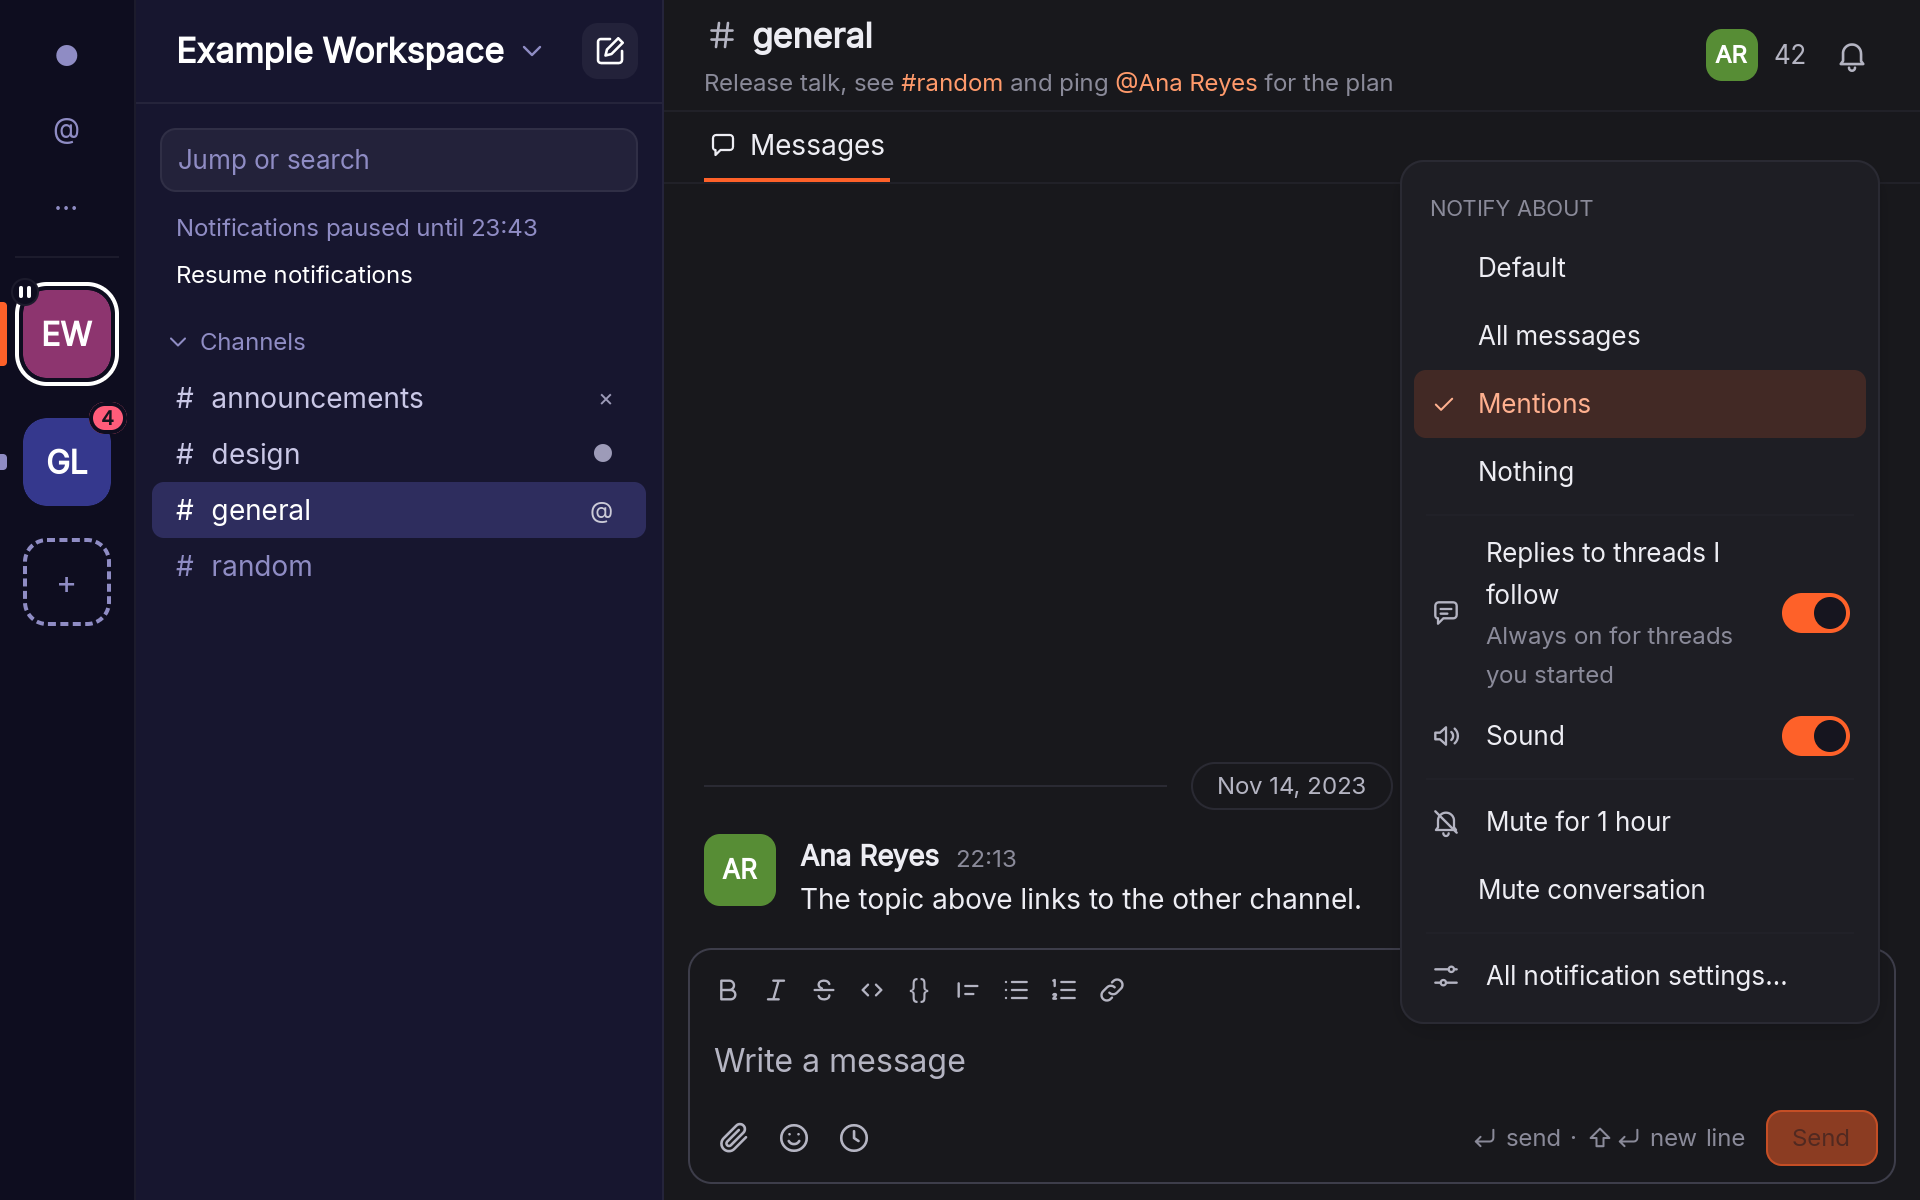 @
...
EW
4
GL
+
Example Workspace
Jump or search
Notifications paused until 23:43
Resume notifications
Channels
# announcements ×
# design
# general @
# random
# general
Release talk, see #random and ping @Ana Reyes for the plan
AR 42
Messages
NOTIFY ABOUT
Default
All messages
Mentions
Nothing
Replies to threads I
follow
Always on for threads
you started
Sound
Mute for 1 hour
Mute conversation
All notification settings...
Nov 14, 2023
AR
Ana Reyes 22:13
The topic above links to the other channel.
Write a message
send · new line
Send